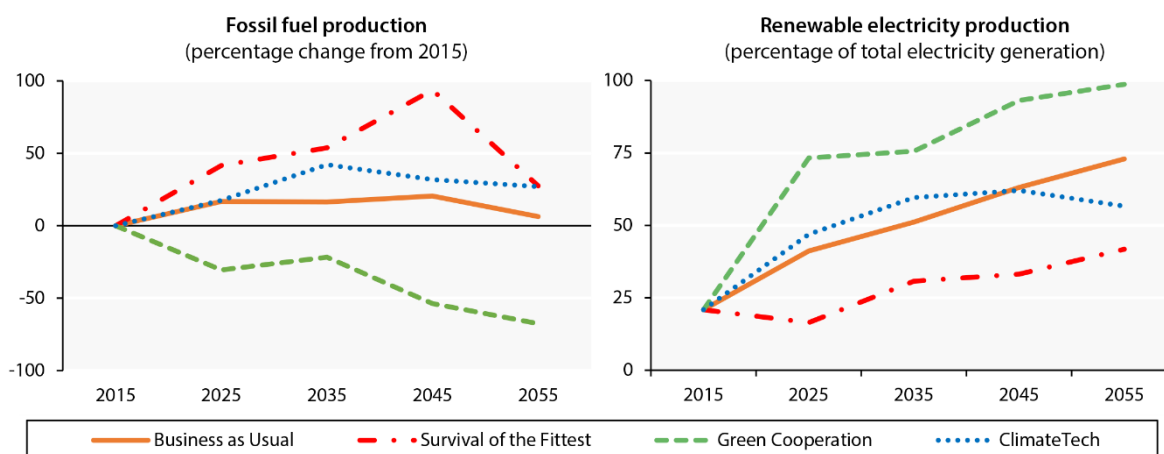 Fossil fuel production
(percentage change from 2015)
100
50
0
-50
-100
2015 2025 2035 2045 2055
Renewable electricity production
(percentage of total electricity generation)
100
75
50
25
0
2015 2025 2035 2045 2055
Business as Usual Survival of the Fittest Green Cooperation ClimateTech